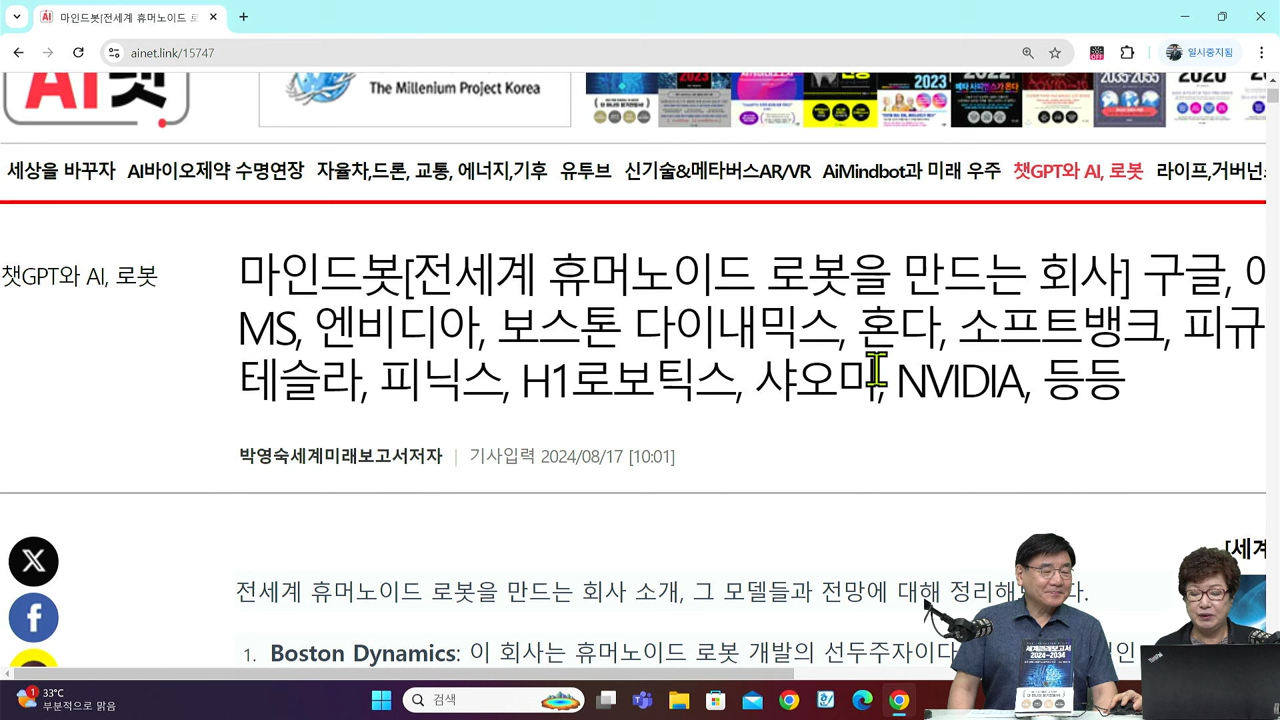 마인드봇[전세계 휴머노이드 로
ainet.link/15747
일시중지됨
AI넷
The Millenium Project Korea
2023
2023
2022
2035-2055
2020
세상을 바꾸자 AI바이오제약 수명연장 자율차,드론, 교통, 에너지,기후 유투브 신기술&메타버스AR/VR AiMindbot과 미래 우주 챗GPT와 AI, 로봇 라이프,거버넌
챗GPT와 AI, 로봇
마인드봇[전세계 휴머노이드 로봇을 만드는 회사] 구글,
MS, 엔비디아, 보스톤 다이내믹스, 혼다, 소프트뱅크, 피규
테슬라, 피닉스, H1로보틱스, 샤오미, NVIDIA, 등등
박영숙세계미래보고서저자 | 기사입력 2024/08/17 [10:01]
[세계
전세계 휴머노이드 로봇을 만드는 회사 소개, 그 모델들과 전망에 대해 정리해 다.
1. Boston Dynamics: 이 회사는 휴머노이드 로봇 개발의 선두주자이다 인
세계미래보고서
2024-2034
ThinkPad
1
33°C
부분적으로 맑음
검색